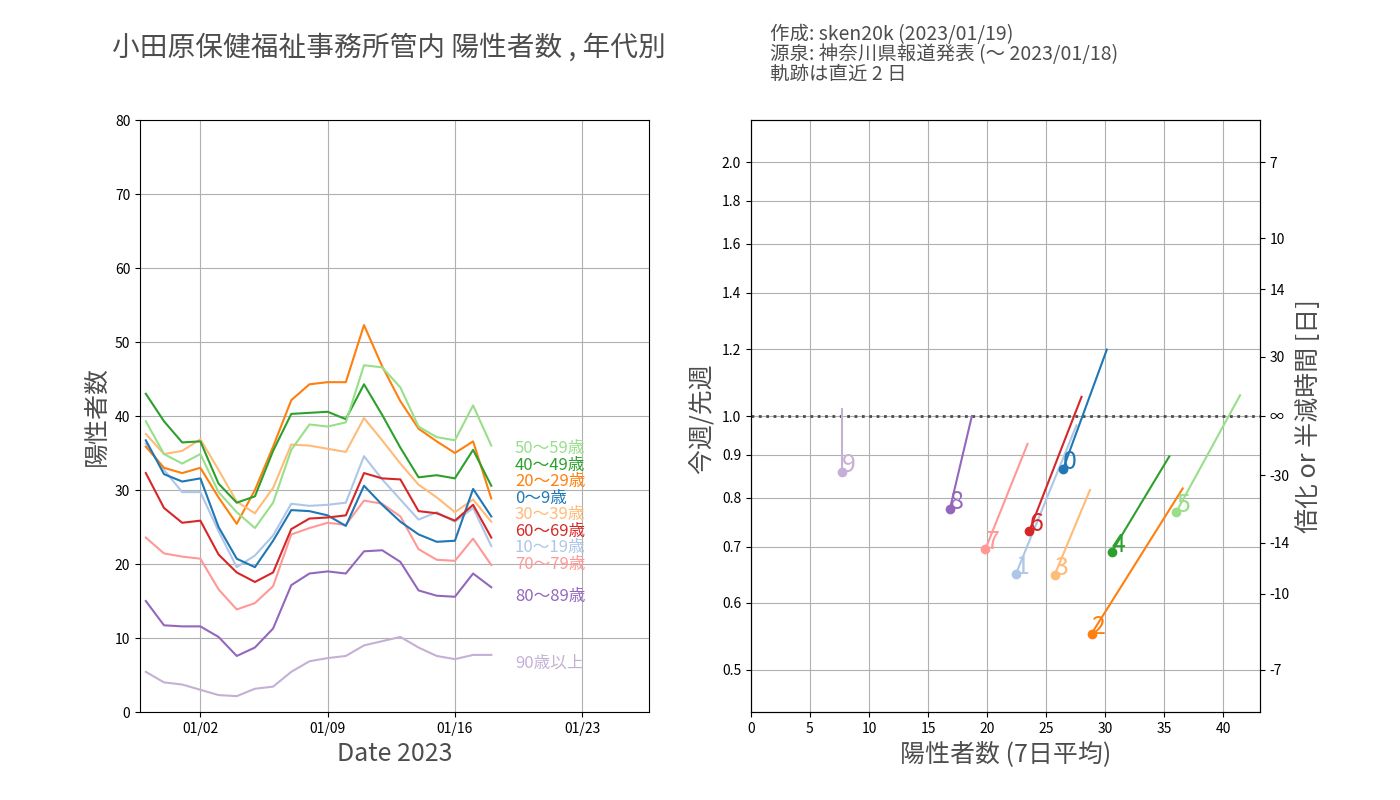 小田原保健福祉事務所管内 陽性者数 , 年代別
作成: sken20k (2023/01/19)
源泉: 神奈川県報道発表 (～ 2023/01/18)
軌跡は直近 2 日
陽性者数
80
70
60
50
40
30
20
10
0
01/02
01/09
01/16
01/23
Date 2023
50～59歳
40～49歳
20～29歳
0～9歳
30～39歳
60～69歳
10～19歳
70～79歳
80～89歳
90歳以上
今週/先週
2.0
1.8
1.6
1.4
1.2
1.0
0.9
0.8
0.7
0.6
0.5
9
8
7
1
6
0
3
4
2
5
0
5
10
15
20
25
30
35
40
陽性者数 (7日平均)
7
10
14
30
∞
-30
-14
-10
-7
倍化 or 半減時間 [日]